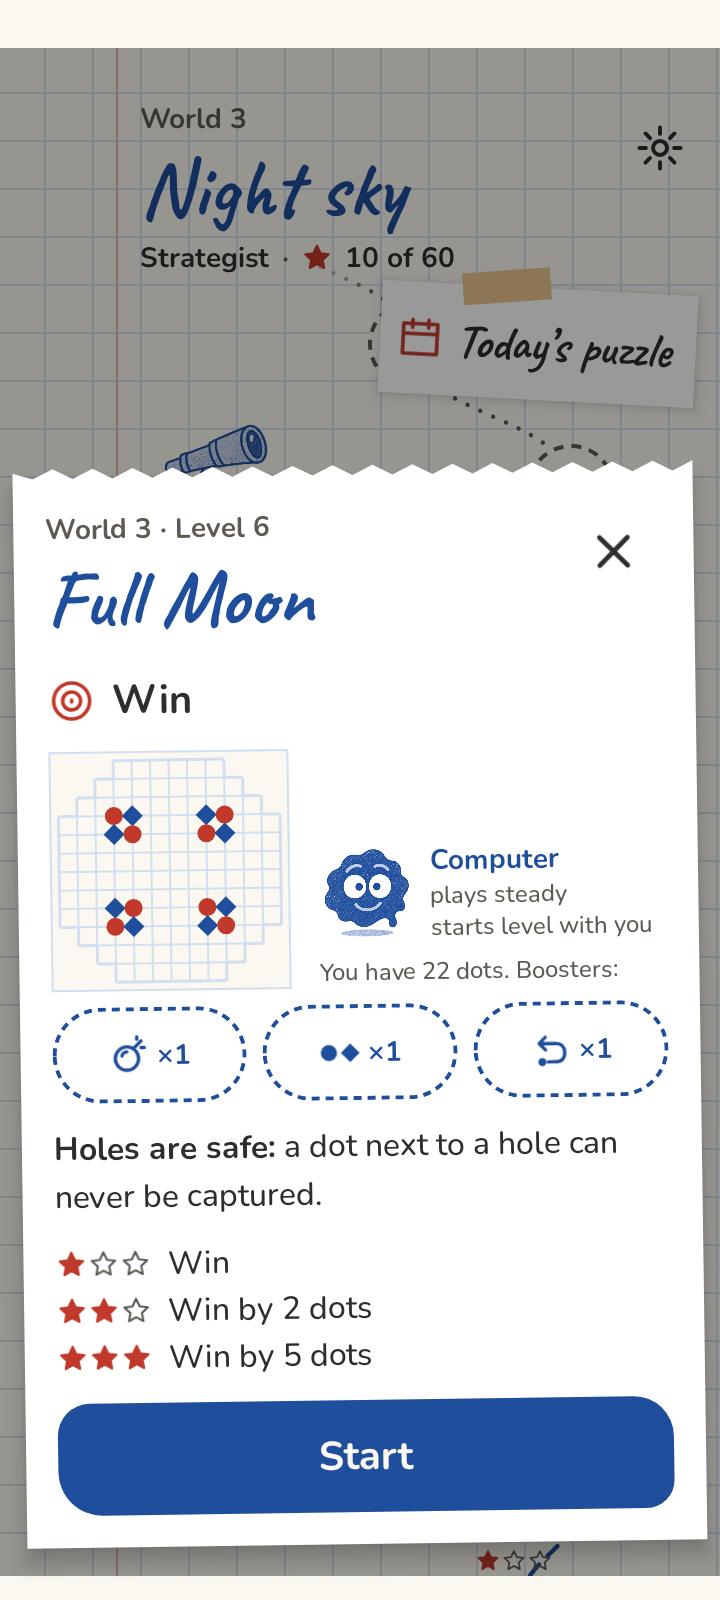 World 3
Night sky
Strategist · 10 of 60
Today's puzzle
World 3 · Level 6
Full Moon
Win
Computer
plays steady
starts level with you
You have 22 dots. Boosters:
×1
×1
×1
Holes are safe: a dot next to a hole can
never be captured.
Win
Win by 2 dots
Win by 5 dots
Start